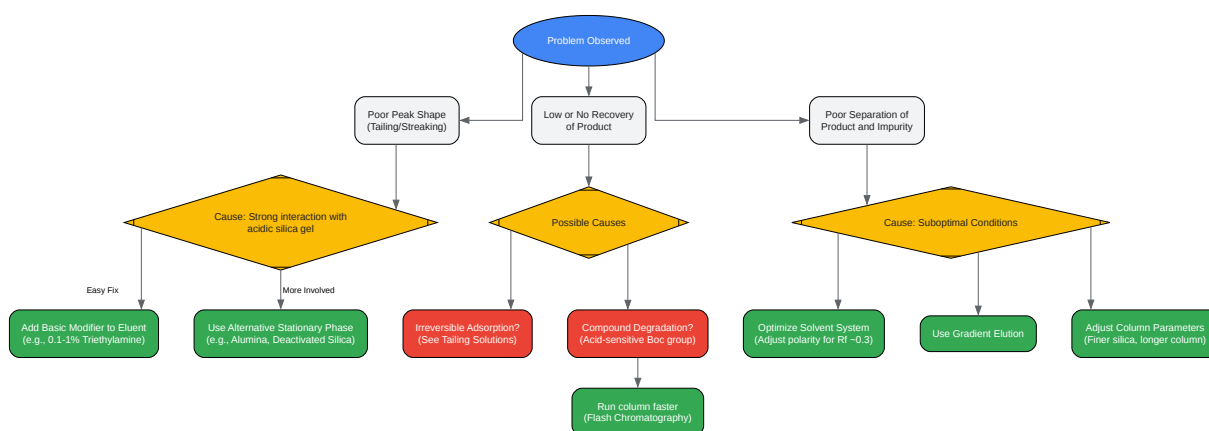 Problem Observed
Poor Peak Shape
(Tailing/Streaking)
Low or No Recovery
of Product
Poor Separation of
Product and Impurity
Cause: Strong interaction with
acidic silica gel
Possible Causes
Cause: Suboptimal Conditions
Easy Fix
More Involved
Add Basic Modifier to Eluent
(e.g., 0.1-1% Triethylamine)
Use Alternative Stationary Phase
(e.g., Alumina, Deactivated Silica)
Irreversible Adsorption?
(See Tailing Solutions)
Compound Degradation?
(Acid-sensitive Boc group)
Optimize Solvent System
(Adjust polarity for Rf ~0.3)
Use Gradient Elution
Adjust Column Parameters
(Finer silica, longer column)
Run column faster
(Flash Chromatography)